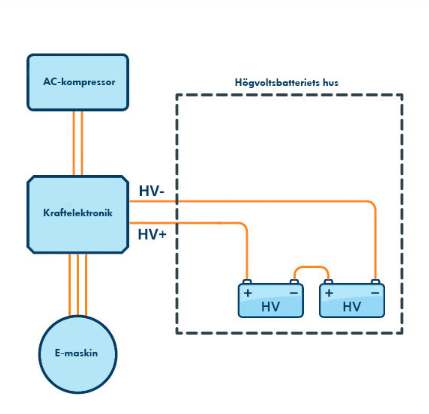 AC-kompressor
Högvoltsbatteriets hus
HV-
Kraftelektronik
HV+
+ − + −
HV HV
E-maskin